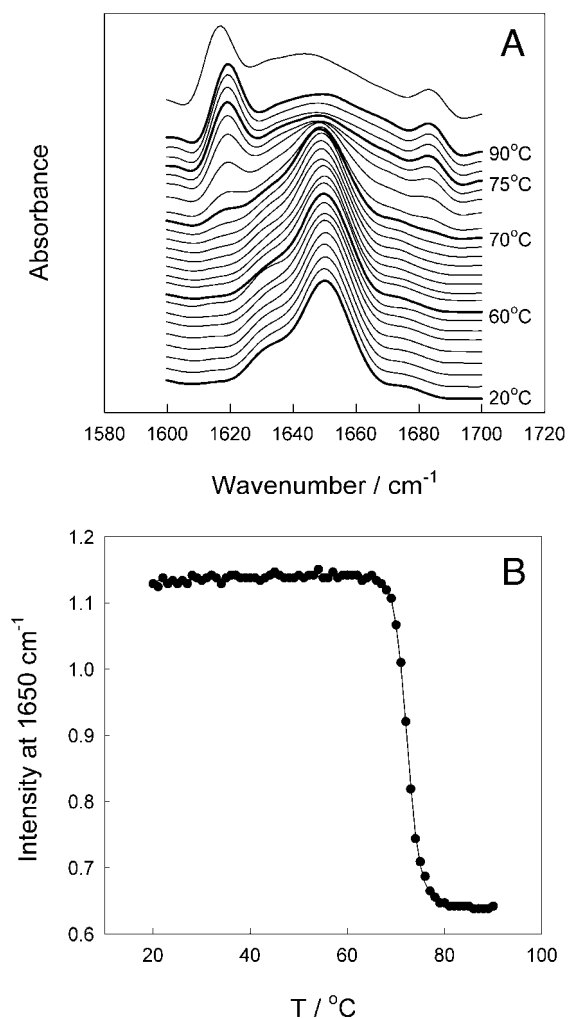 A
Absorbance
90°C
75°C
70°C
60°C
20°C
1580 1600 1620 1640 1660 1680 1700 1720
Wavenumber / cm⁻¹
B
Intensity at 1650 cm⁻¹
1.2
1.1
1.0
0.9
0.8
0.7
0.6
20 40 60 80 100
T / °C